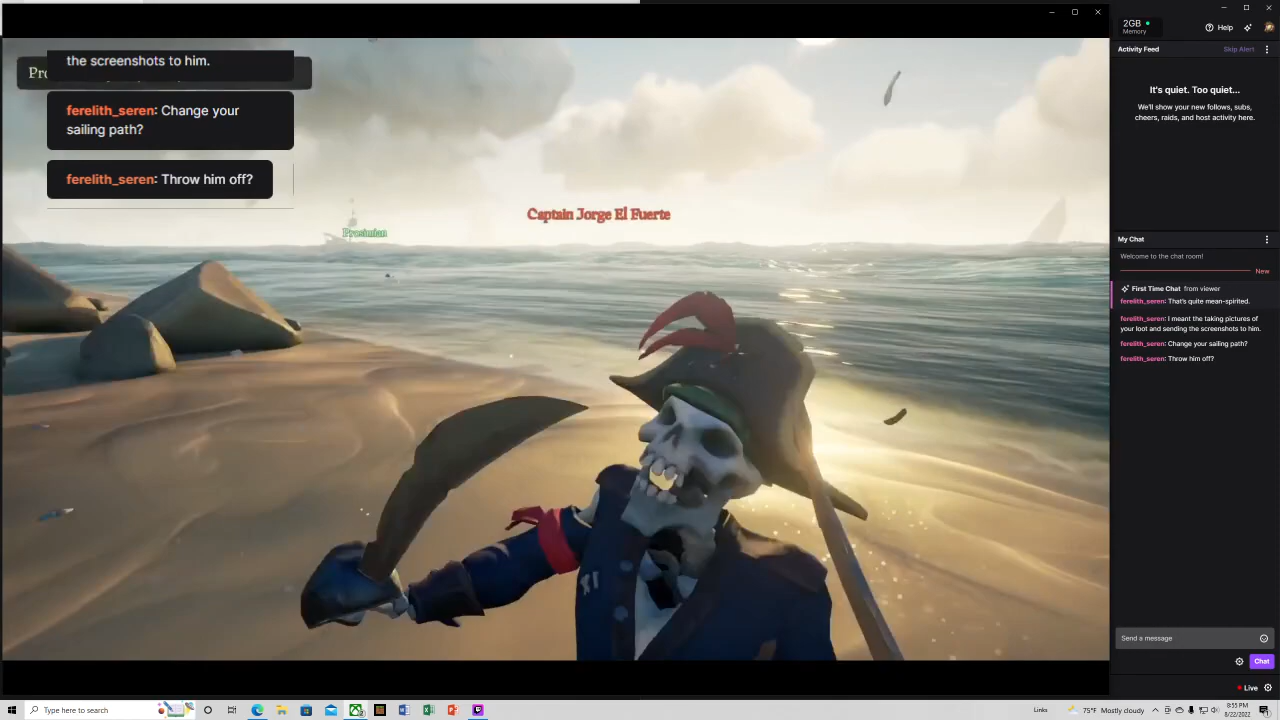 the screenshots to him.
Pro
ferelith_seren: Change your
sailing path?
ferelith_seren: Throw him off?
Captain Jorge El Fuerte
Prosimian
2GB
Memory
Help
Activity Feed
Skip Alert
It's quiet. Too quiet...
We'll show your new follows, subs,
cheers, raids, and host activity here.
My Chat
Welcome to the chat room!
New
First Time Chat from viewer
ferelith_seren: That's quite mean-spirited.
ferelith_seren: I meant the taking pictures of
your loot and sending the screenshots to him.
ferelith_seren: Change your sailing path?
ferelith_seren: Throw him off?
Send a message
Chat
Live
Type here to search
Links
75°F Mostly cloudy
8:55 PM
8/22/2022